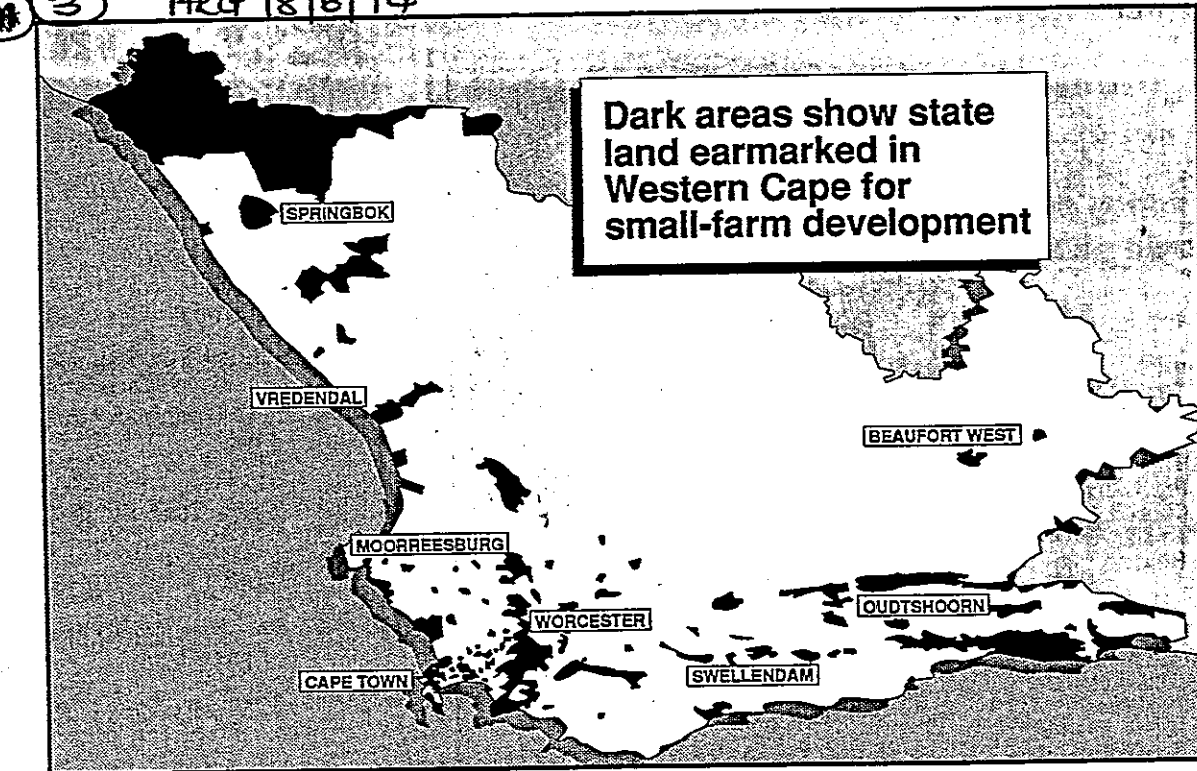 3
Dark areas show state
land earmarked in
Western Cape for
small-farm development
SPRINGBOK
VREDENDAL
BEAUFORT WEST
MOORREESBURG
OUDTSHOORN
WORCESTER
SWELLENDAM
CAPE TOWN